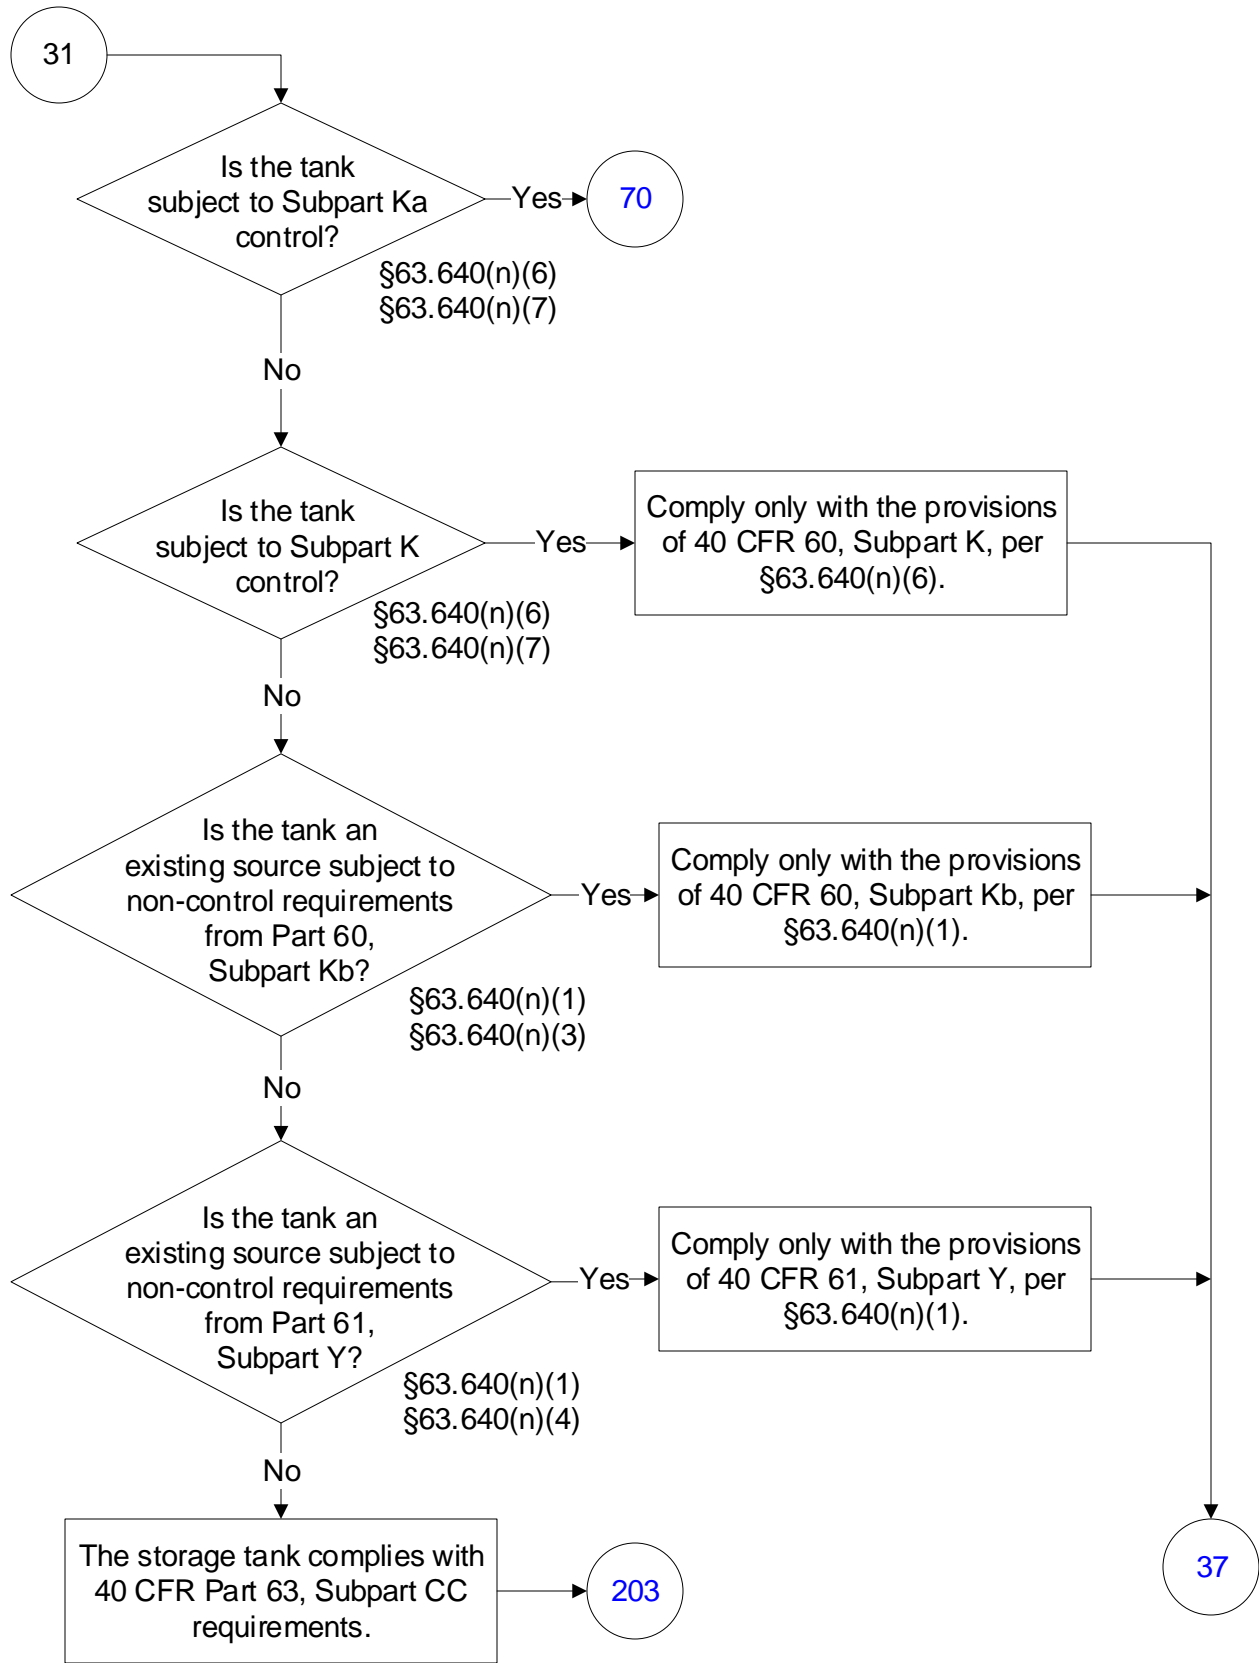 31
Is the tank
subject to Subpart Ka
control?
Yes
70
§63.640(n)(6)
§63.640(n)(7)
No
Is the tank
subject to Subpart K
control?
Yes
Comply only with the provisions
of 40 CFR 60, Subpart K, per
§63.640(n)(6).
§63.640(n)(6)
§63.640(n)(7)
No
Is the tank an
existing source subject to
non-control requirements
from Part 60,
Subpart Kb?
Yes
Comply only with the provisions
of 40 CFR 60, Subpart Kb, per
§63.640(n)(1).
§63.640(n)(1)
§63.640(n)(3)
No
Is the tank an
existing source subject to
non-control requirements
from Part 61,
Subpart Y?
Yes
Comply only with the provisions
of 40 CFR 61, Subpart Y, per
§63.640(n)(1).
§63.640(n)(1)
§63.640(n)(4)
No
The storage tank complies with
40 CFR Part 63, Subpart CC
requirements.
203
37